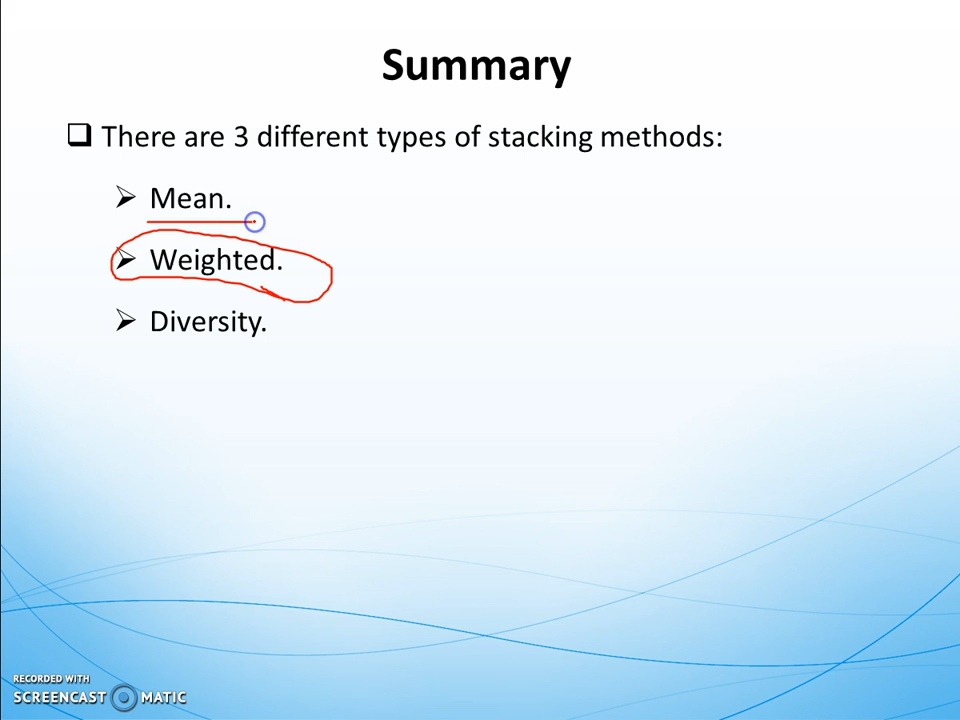 Summary
There are 3 different types of stacking methods:
Mean.
Weighted.
Diversity.
RECORDED WITH
SCREENCAST MATIC